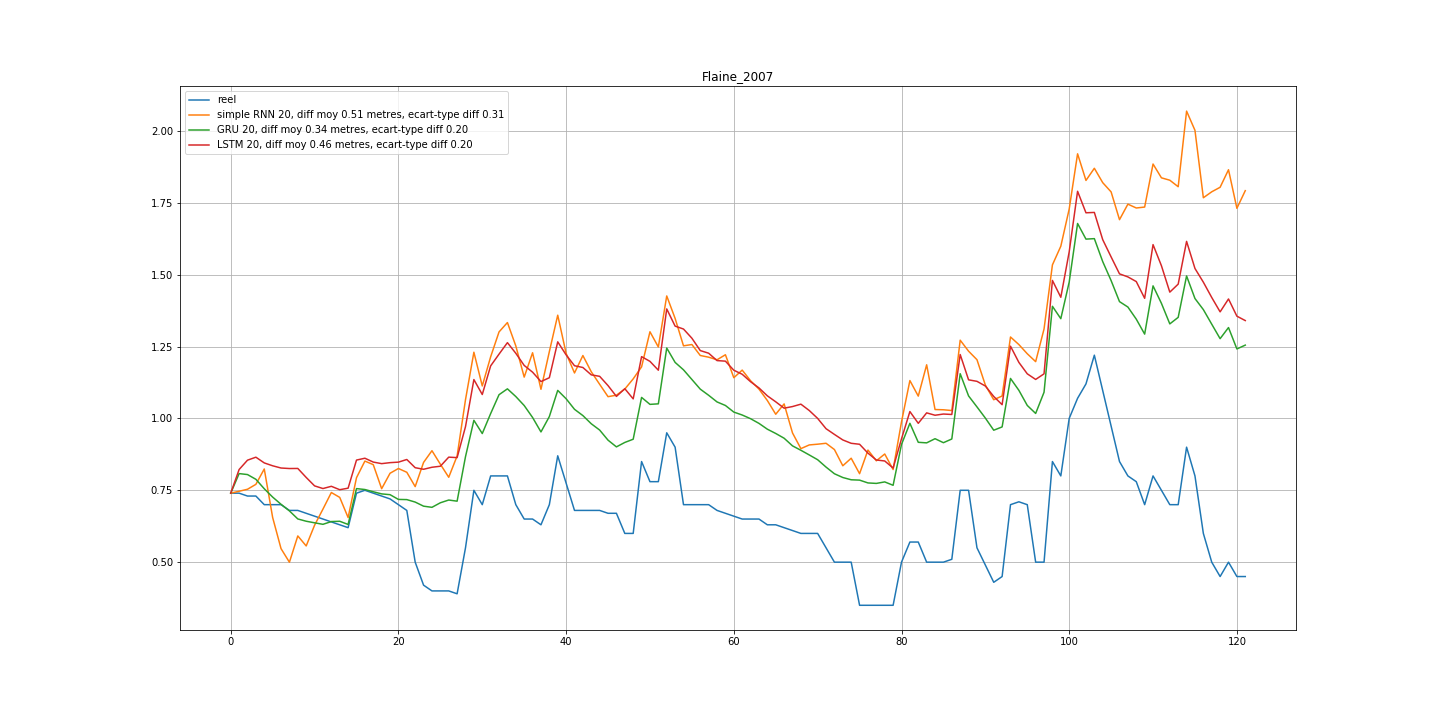 Flaine_2007
reel
simple RNN 20, diff moy 0.51 metres, ecart-type diff 0.31
GRU 20, diff moy 0.34 metres, ecart-type diff 0.20
LSTM 20, diff moy 0.46 metres, ecart-type diff 0.20
2.00
1.75
1.50
1.25
1.00
0.75
0.50
0 20 40 60 80 100 120